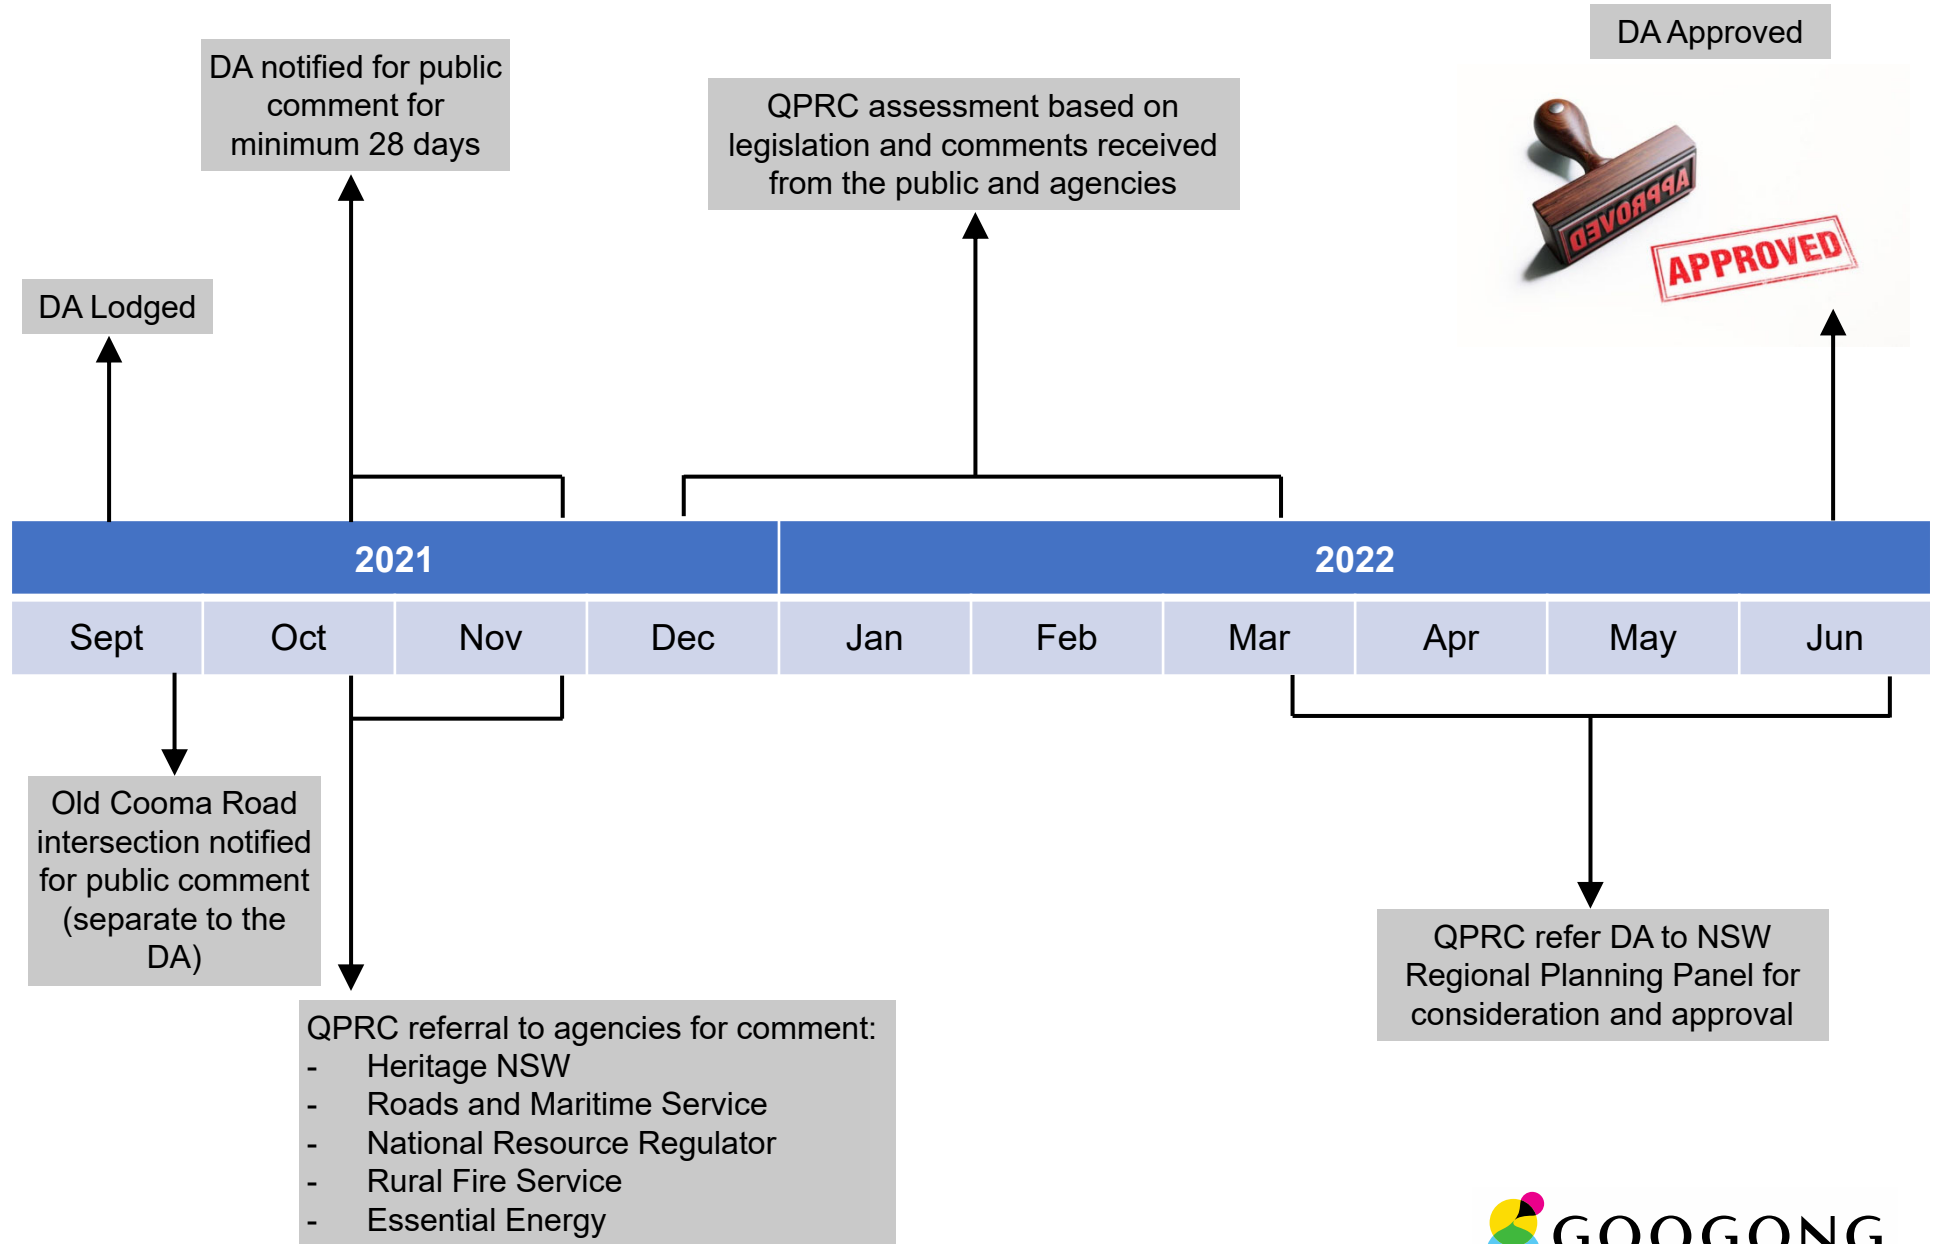 DA Approved
DA notified for public
comment for
minimum 28 days
QPRC assessment based on
legislation and comments received
from the public and agencies
APPROVED
APPROVED
DA Lodged
2021
2022
Sept
Oct
Nov
Dec
Jan
Feb
Mar
Apr
May
Jun
Old Cooma Road
intersection notified
for public comment
(separate to the
DA)
QPRC refer DA to NSW
Regional Planning Panel for
consideration and approval
QPRC referral to agencies for comment:
- Heritage NSW
- Roads and Maritime Service
- National Resource Regulator
- Rural Fire Service
- Essential Energy
GOOGONG